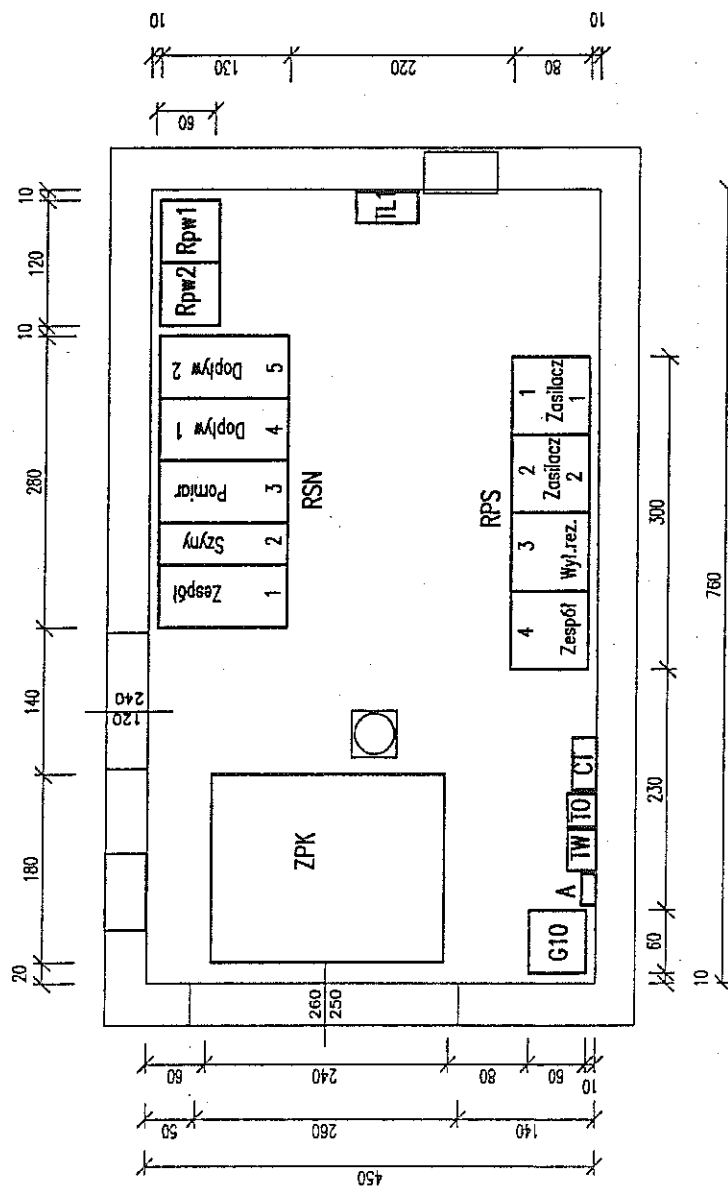 10
130
220
80
10
60
20
180
140
280
10
120
10
120
240
Zespół
1
Szyny
2
Pomiar
3
Dopływ 1
4
Dopływ 2
5
Rpw2
Rpw1
RSN
TL1
ZPK
260
250
RPS
4
Zespół
3
Wył.rez.
2
Zasilacz
2
1
Zasilacz
1
G10
A
TW
TO
CT
10
60
230
300
760
60
240
80
60
10
50
260
140
450